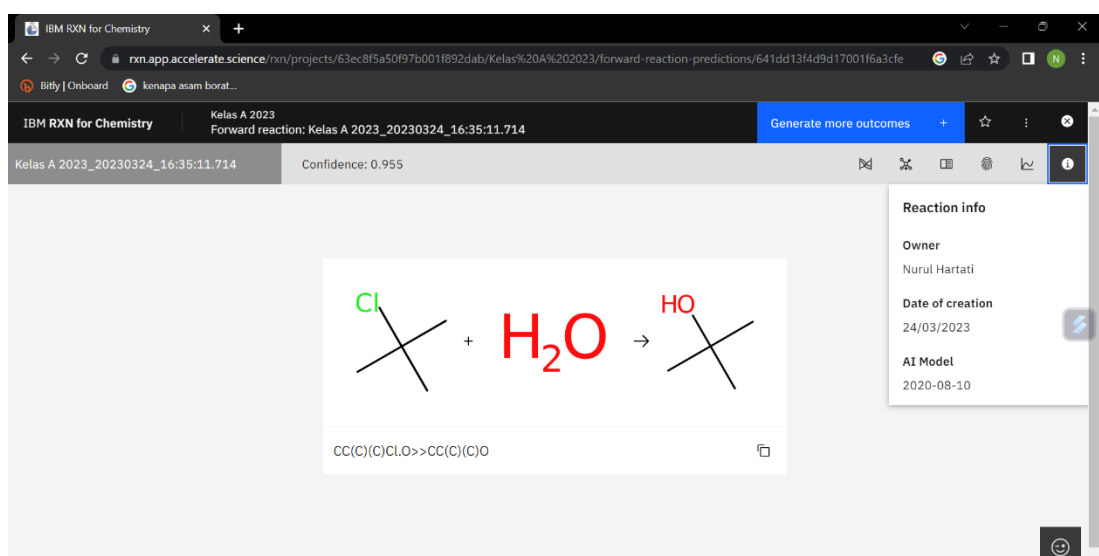 IBM RXN for Chemistry
rxn.app.accelerate.science/rxn/projects/63ec8f5a50f97b001f892dab/Kelas%20A%202023/forward-reaction-predictions/641dd13f4d9d17001f6a3cfe
N
Bitly | Onboard kenapa asam borat...
IBM RXN for Chemistry
Kelas A 2023
Forward reaction: Kelas A 2023_20230324_16:35:11.714
Generate more outcomes +
Kelas A 2023_20230324_16:35:11.714 Confidence: 0.955
Reaction info
Owner
Nurul Hartati
Date of creation
24/03/2023
AI Model
2020-08-10
Cl + H₂O → HO
CC(C)(C)Cl.O>>CC(C)(C)O